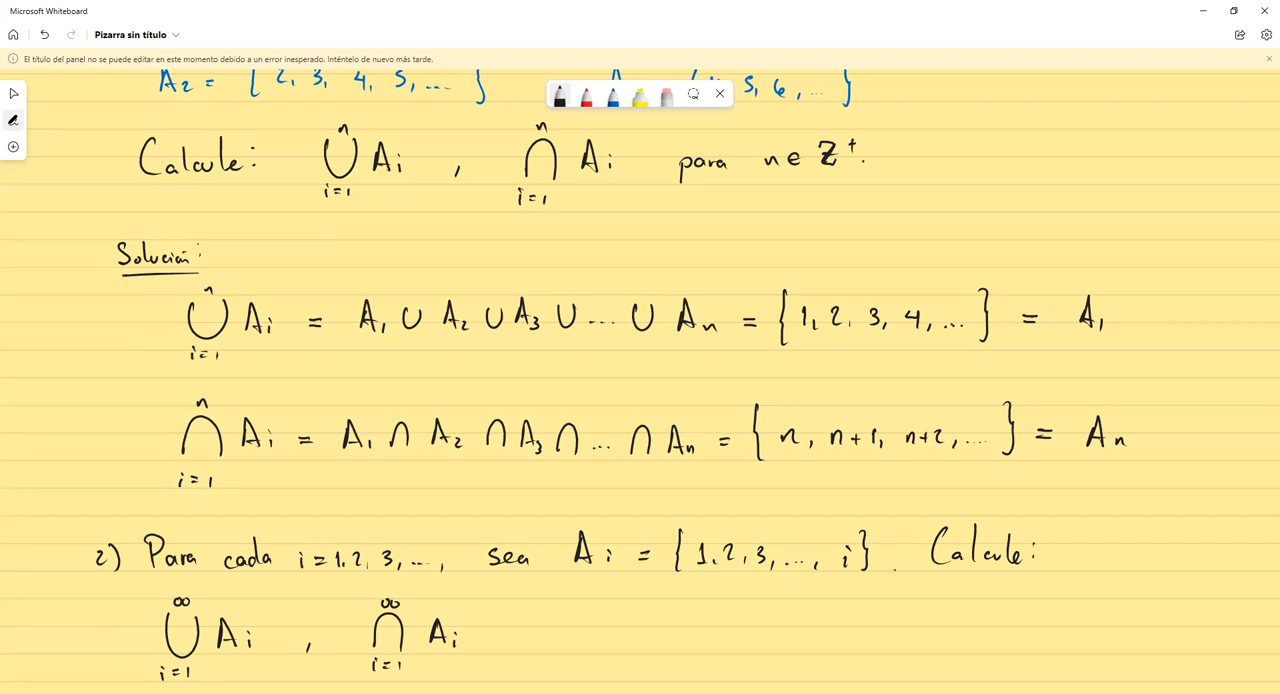 Microsoft Whiteboard
Pizarra sin título
El título del panel no se puede editar en este momento debido a un error inesperado. Inténtelo de nuevo más tarde.
A₂ = { 2, 3, 4, 5, ... } 5, 6, ... }
Calcule: ⋃ᵢ₌₁ⁿ Aᵢ , ⋂ᵢ₌₁ⁿ Aᵢ para n ∈ Z⁺.
Solución:
⋃ᵢ₌₁ⁿ Aᵢ = A₁ ∪ A₂ ∪ A₃ ∪ ... ∪ Aₙ = { 1, 2, 3, 4, ... } = A₁
⋂ᵢ₌₁ⁿ Aᵢ = A₁ ∩ A₂ ∩ A₃ ∩ ... ∩ Aₙ = { n, n+1, n+2, ... } = Aₙ
2) Para cada i = 1, 2, 3, ..., sea Aᵢ = { 1, 2, 3, ..., i }. Calcule:
⋃ᵢ₌₁^∞ Aᵢ , ⋂ᵢ₌₁^∞ Aᵢ